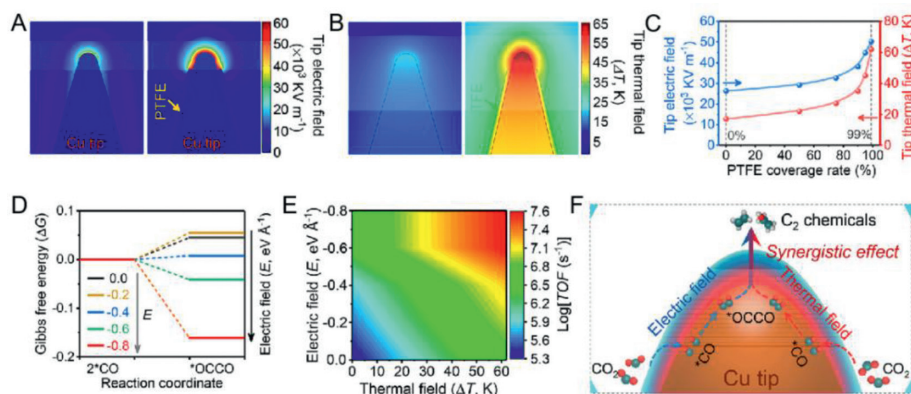 A
PTFE
Cu tip
Cu tip
60
50
40
30
20
10
0
Tip electric field
(×10³ KV m⁻¹)
B
PTFE
65
55
45
35
25
15
5
Tip thermal field
(ΔT, K)
C
Tip electric field
(×10³ KV m⁻¹)
60
50
40
30
20
10
0
80
60
40
20
0
Tip thermal field (ΔT, K)
0%
99%
0 20 40 60 80 100
PTFE coverage rate (%)
D
Gibbs free energy (ΔG)
0.1
0.0
-0.1
-0.2
0.0
-0.2
-0.4
-0.6
-0.8
E
2*CO
*OCCO
Reaction coordinate
Electric field (E, eV Å⁻¹)
E
Electric field (E, eV Å⁻¹)
-0.8
-0.6
-0.4
-0.2
0.0
0 10 20 30 40 50 60
Thermal field (ΔT, K)
7.6
7.3
7.0
6.7
6.4
6.1
5.8
5.6
5.3
Log[TOF (s⁻¹)]
F
C₂ chemicals
Synergistic effect
Electric field
Thermal field
*OCCO
*CO
*CO
CO₂
CO₂
Cu tip